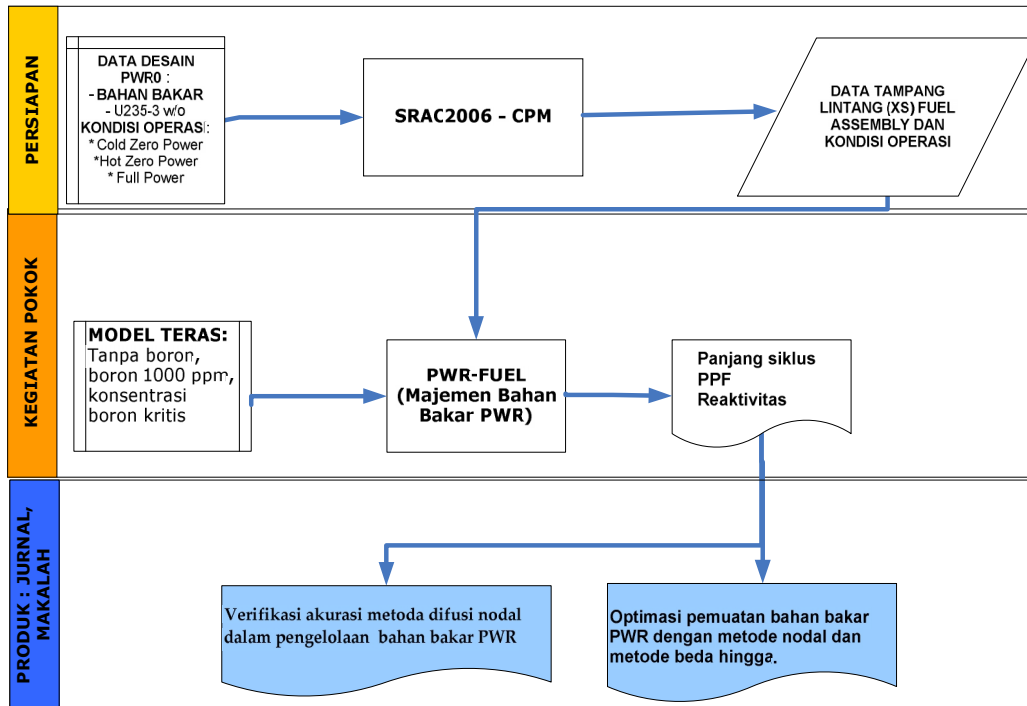 PERSIAPAN
DATA DESAIN
PWR0 :
- BAHAN BAKAR
- U235-3 w/o
KONDISI OPERASI:
* Cold Zero Power
*Hot Zero Power
* Full Power
SRAC2006 – CPM
DATA TAMPANG
LINTANG (XS) FUEL
ASSEMBLY DAN
KONDISI OPERASI
KEGIATAN POKOK
MODEL TERAS:
Tanpa boron,
boron 1000 ppm,
konsentrasi
boron kritis
PWR-FUEL
(Majemen Bahan
Bakar PWR)
Panjang siklus
PPF
Reaktivitas
PRODUK : JURNAL,
MAKALAH
Verifikasi akurasi metoda difusi nodal
dalam pengelolaan bahan bakar PWR
Optimasi pemuatan bahan bakar
PWR dengan metode nodal dan
metode beda hingga.